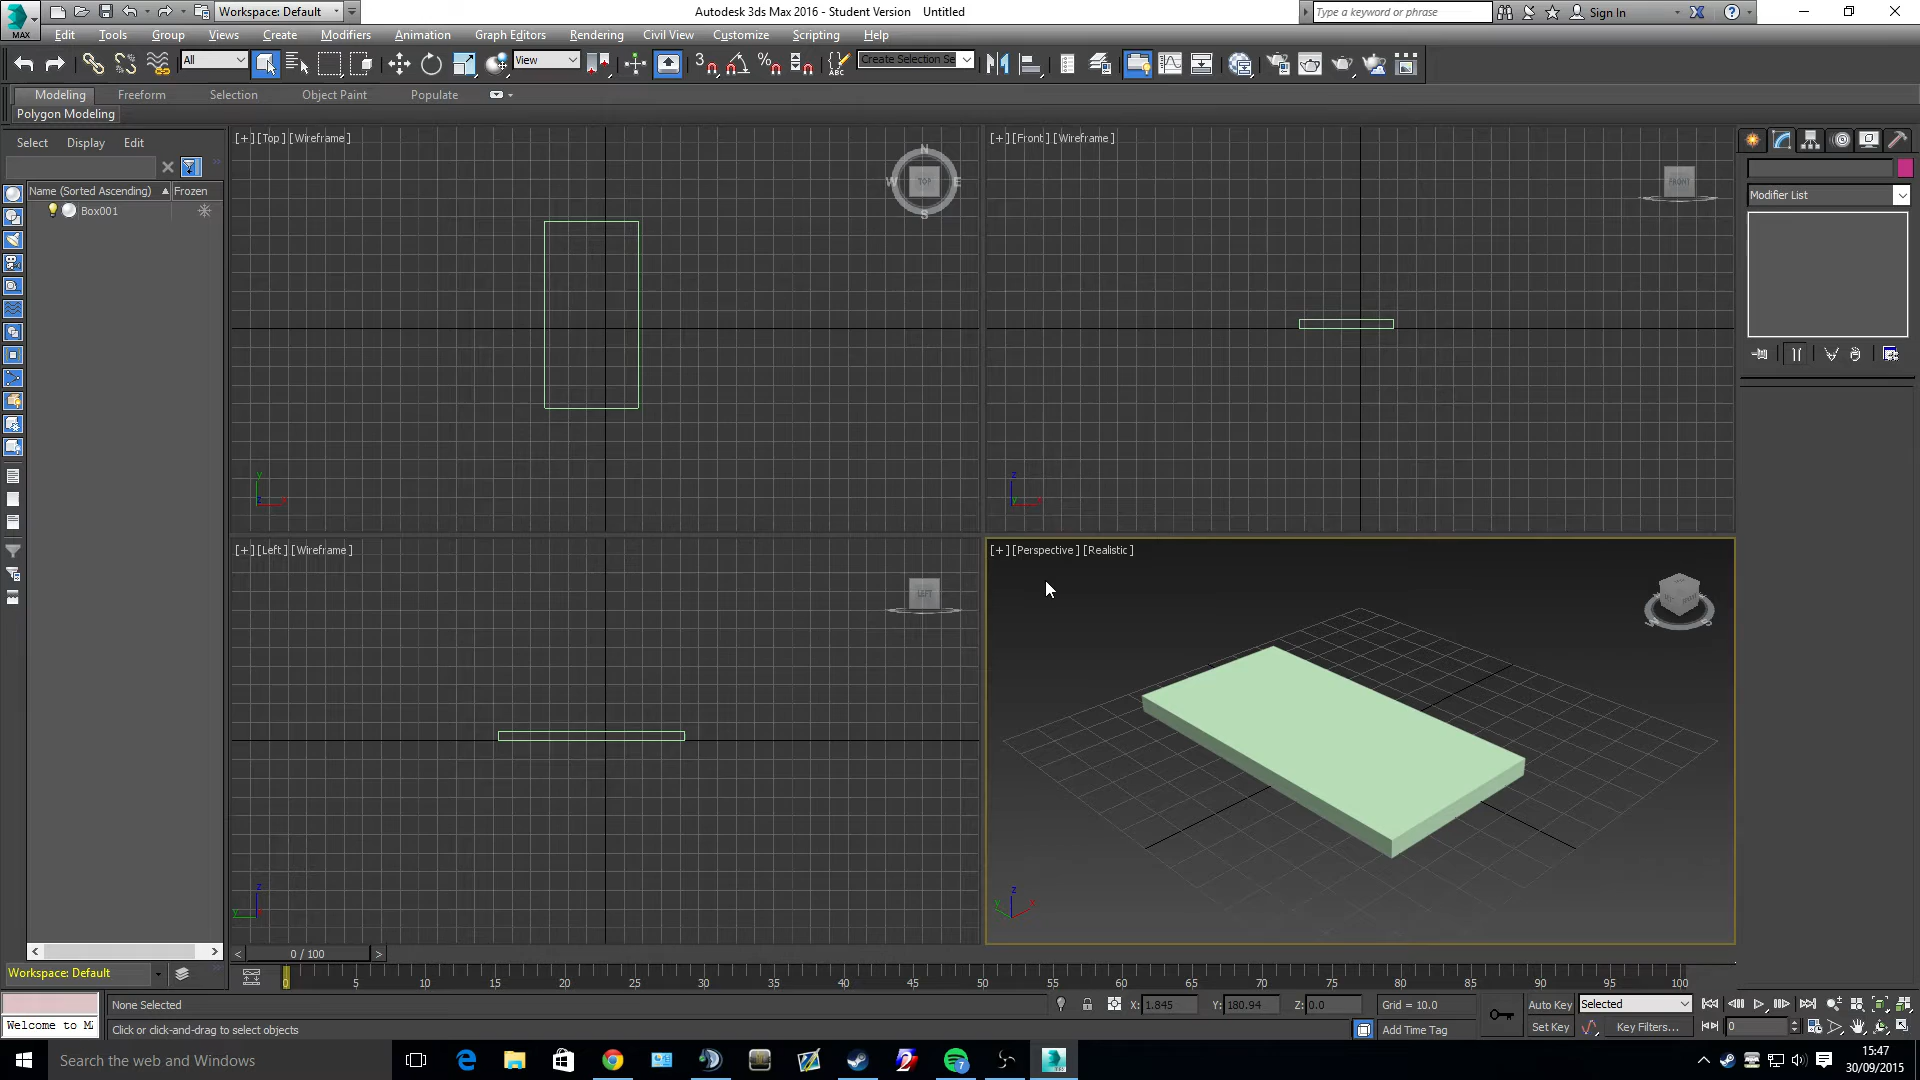 Workspace: Default
Autodesk 3ds Max 2016 - Student Version    Untitled
Type a keyword or phrase
Sign In
MAX
Edit Tools Group Views Create Modifiers Animation Graph Editors Rendering Civil View Customize Scripting Help
All
View
Create Selection Se
Modeling Freeform Selection Object Paint Populate
Polygon Modeling
Select Display Edit
Name (Sorted Ascending) Frozen
Box001
[+] [Top] [Wireframe]
N
W TOP E
S
[+] [Front] [Wireframe]
FRONT
Modifier List
[+] [Left] [Wireframe]
LEFT
[+] [Perspective] [Realistic]
< 0 / 100 >
Workspace: Default
0 5 10 15 20 25 30 35 40 45 50 55 60 65 70 75 80 85 90 95 100
None Selected
X: 1.845 Y: 180.94 Z: 0.0 Grid = 10.0
Auto Key Selected
Welcome to M
Click or click-and-drag to select objects
Add Time Tag
Set Key Key Filters...
0
Search the web and Windows
7
15:47
30/09/2015